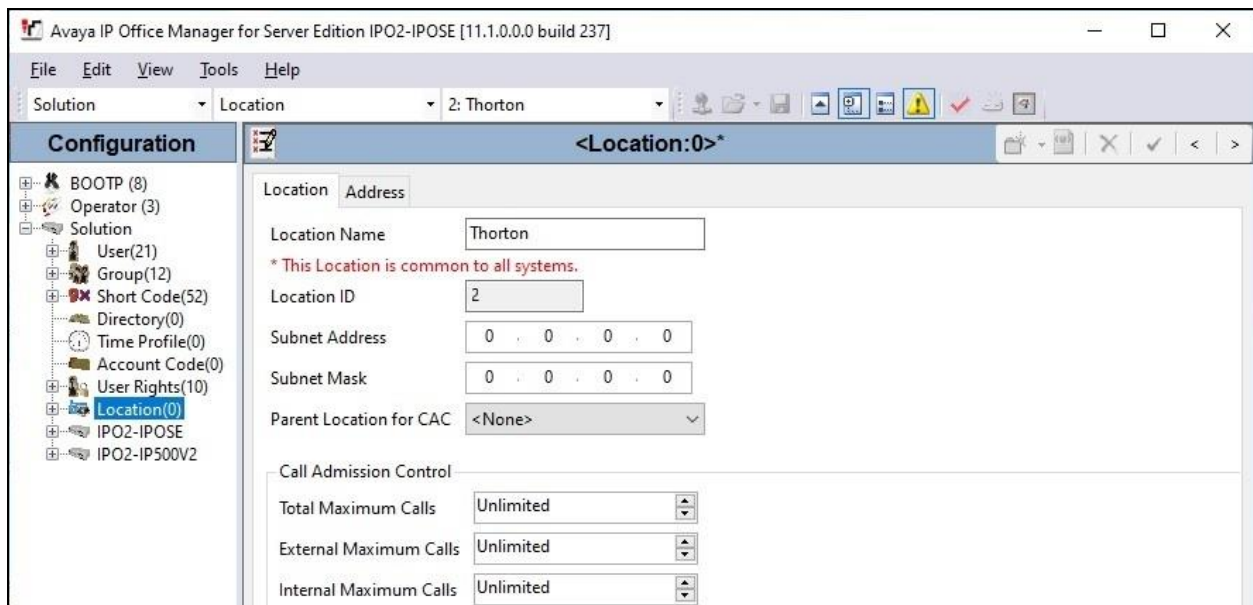 Avaya IP Office Manager for Server Edition IPO2-IPOSE [11.1.0.0.0 build 237]
File Edit View Tools Help
Solution Location 2: Thornton
Configuration
<Location:0>*
BOOTP (8)
Operator (3)
Solution
User(21)
Group(12)
Short Code(52)
Directory(0)
Time Profile(0)
Account Code(0)
User Rights(10)
Location(0)
IPO2-IPOSE
IPO2-IP500V2
Location Address
Location Name Thorton
* This Location is common to all systems.
Location ID 2
Subnet Address 0 . 0 . 0 . 0
Subnet Mask 0 . 0 . 0 . 0
Parent Location for CAC <None>
Call Admission Control
Total Maximum Calls Unlimited
External Maximum Calls Unlimited
Internal Maximum Calls Unlimited